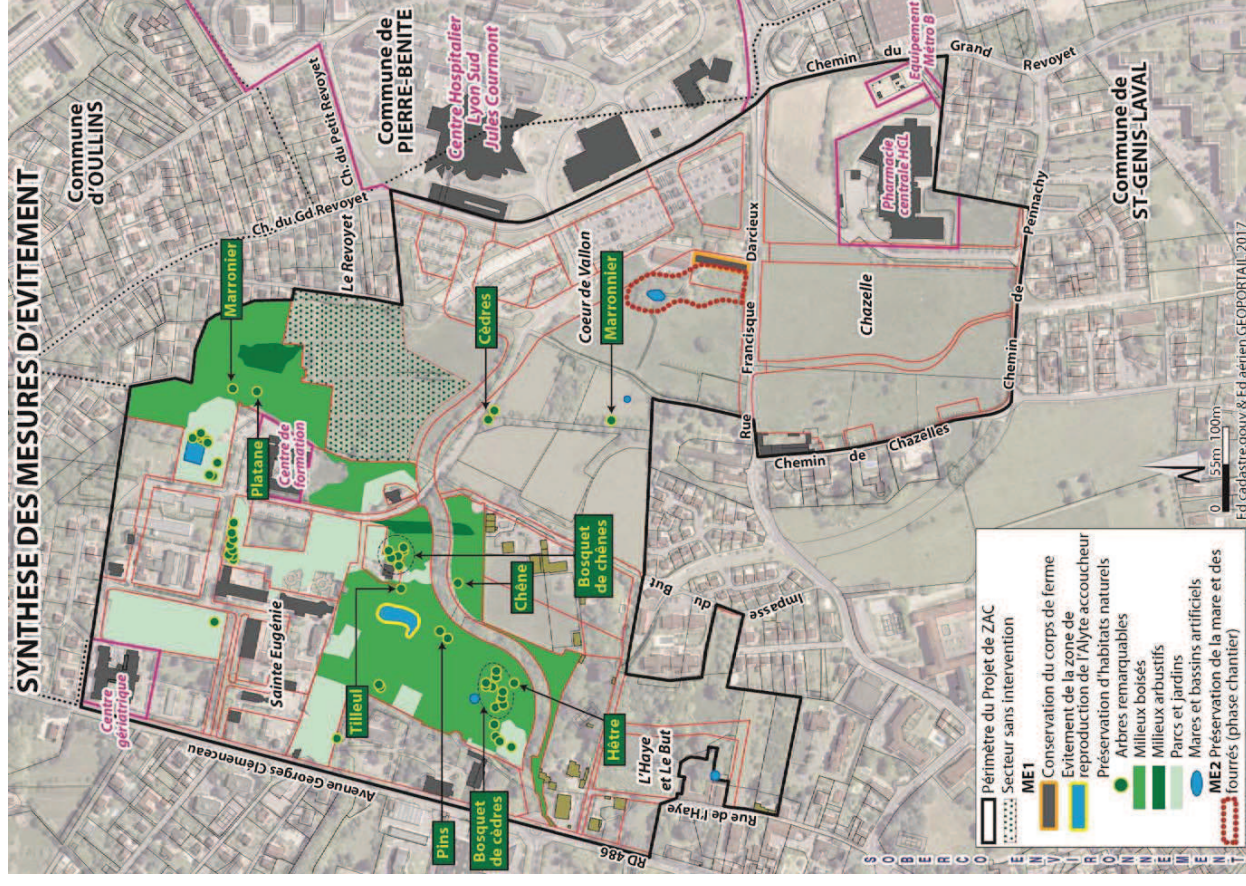 SYNTHESE DES MESURES D'EVITEMENT
Commune
d'OULLINS
Ch. du Gd Revoyet
Ch. du Petit Revoyet
Le Revoyet
Commune de
PIERRE-BENITE
Centre Hospitalier
Lyon Sud
Jules Courmont
Marronier
Platane
Centre de
formation
Centre
gériatrique
Sainte Eugénie
Avenue Georges Clémenceau
Tilleul
Pins
Bosquet
de cèdres
Hêtre
Chêne
Bosquet
de chênes
Cèdres
Coeur de Vallon
Marronnier
Rue Francisque Darcieux
Chemin du Grand Revoyet
Equipement
Métro B
Pharmacie
centrale HCL
Chazelle
Commune de
ST-GENIS-LAVAL
Chemin de Pennachy
Chemin de Chazelles
Impasse du But
L'Haye
et Le But
Rue de l'Haye
RD 486
0 55m 100m
Fd cadastre.gouv & Fd aérien GEOPORTAIL 2017
Périmètre du Projet de ZAC
Secteur sans intervention
ME1
Conservation du corps de ferme
Evitement de la zone de
reproduction de l'Alyte accoucheur
Préservation d'habitats naturels
Arbres remarquables
Milieux boisés
Milieux arbustifs
Parcs et jardins
Mares et bassins artificiels
ME2 Préservation de la mare et des
fourrés (phase chantier)
SOBERCO ENVIRONNEMENT